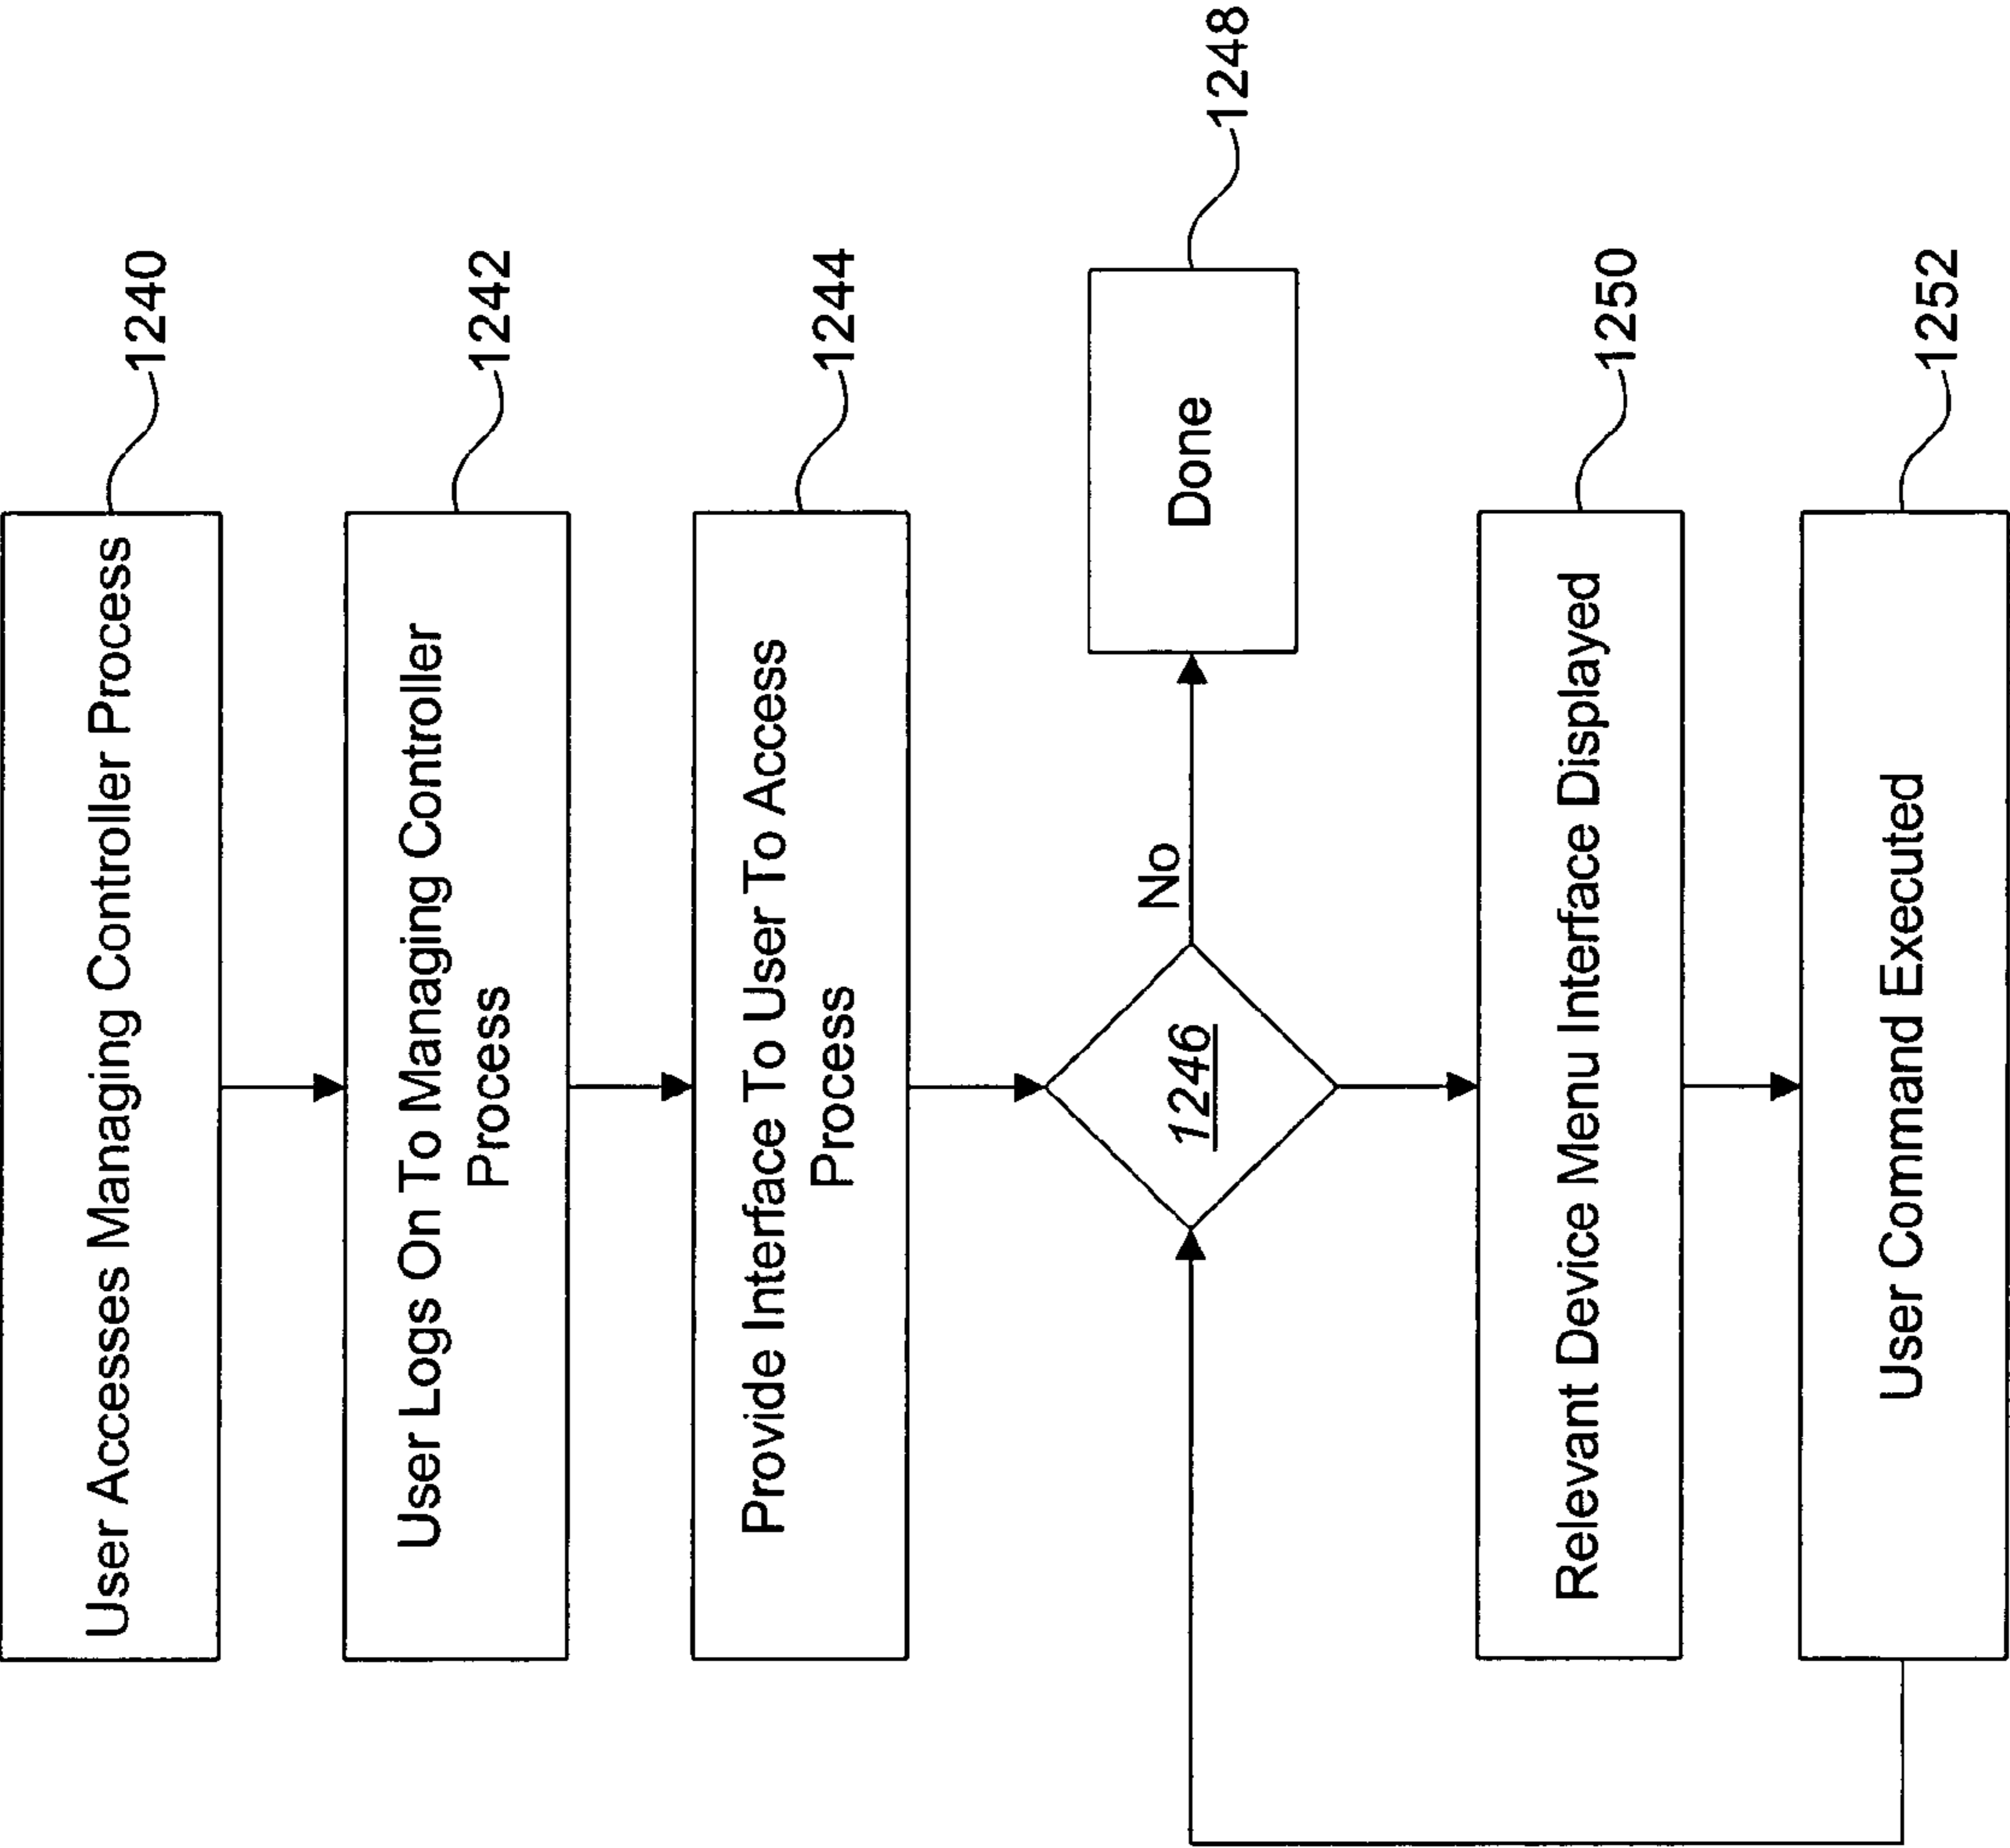 User Accesses Managing Controller Process
1240
User Logs On To Managing Controller
Process
1242
Provide Interface To User To Access
Process
1244
1246
No
Done
1248
Relevant Device Menu Interface Displayed
1250
User Command Executed
1252